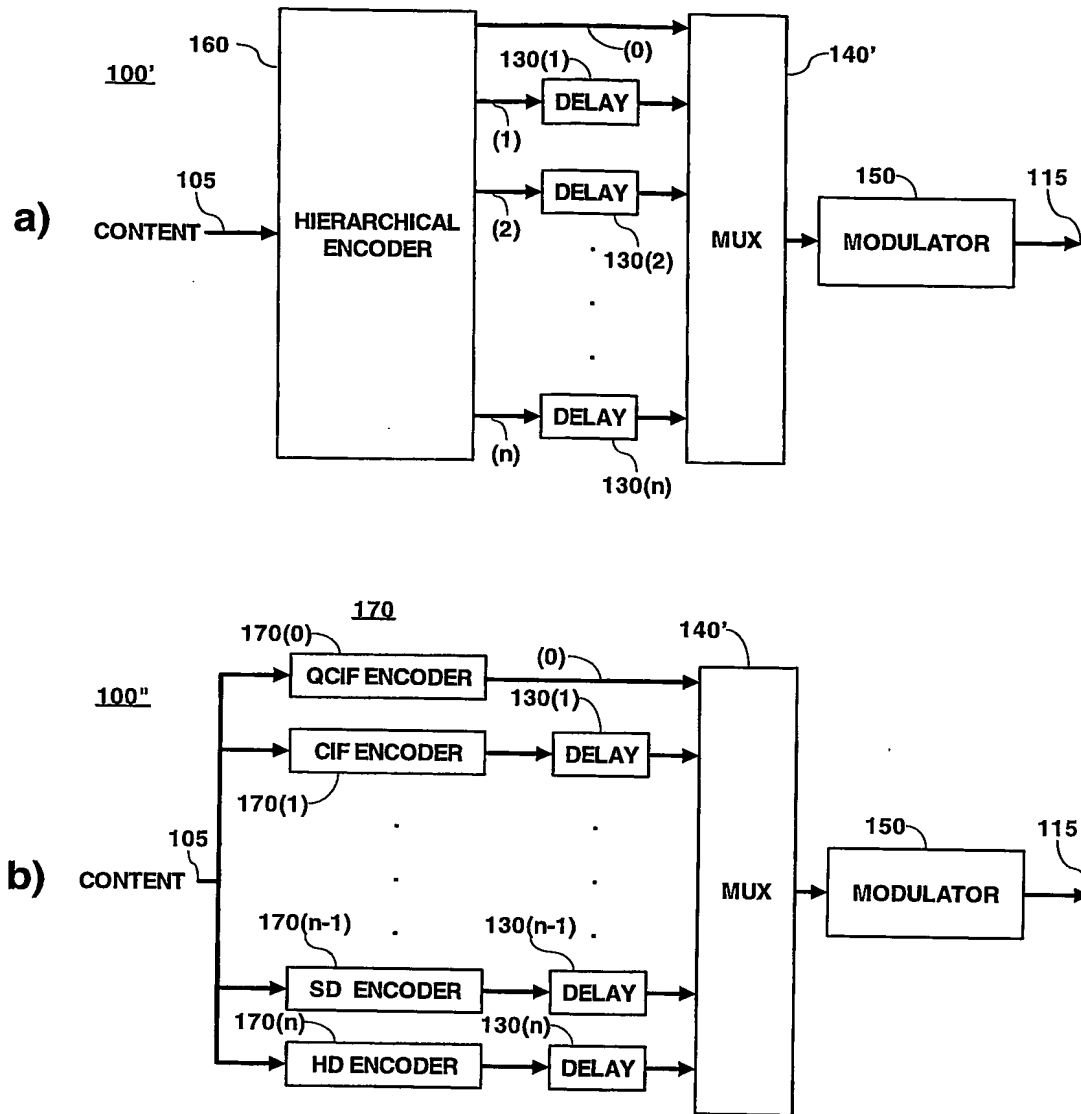 160
100'
(0)
140'
130(1)
DELAY
(1)
105
150
115
DELAY
a)
CONTENT
HIERARCHICAL
ENCODER
(2)
130(2)
MUX
MODULATOR
DELAY
(n)
130(n)
170
170(0)
(0)
140'
QCIF ENCODER
100"
130(1)
CIF ENCODER
DELAY
170(1)
105
150
115
b)
CONTENT
MUX
MODULATOR
170(n-1)
130(n-1)
SD ENCODER
DELAY
170(n)
130(n)
HD ENCODER
DELAY